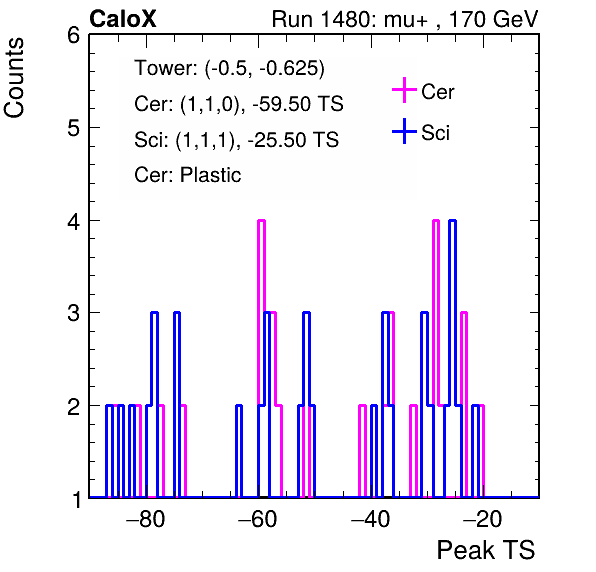 CaloX Run 1480: mu+ , 170 GeV
Counts
6
Tower: (-0.5, -0.625)
Cer: (1,1,0), -59.50 TS
Sci: (1,1,1), -25.50 TS
Cer: Plastic
Cer
Sci
5
4
3
2
1
−80 −60 −40 −20
Peak TS